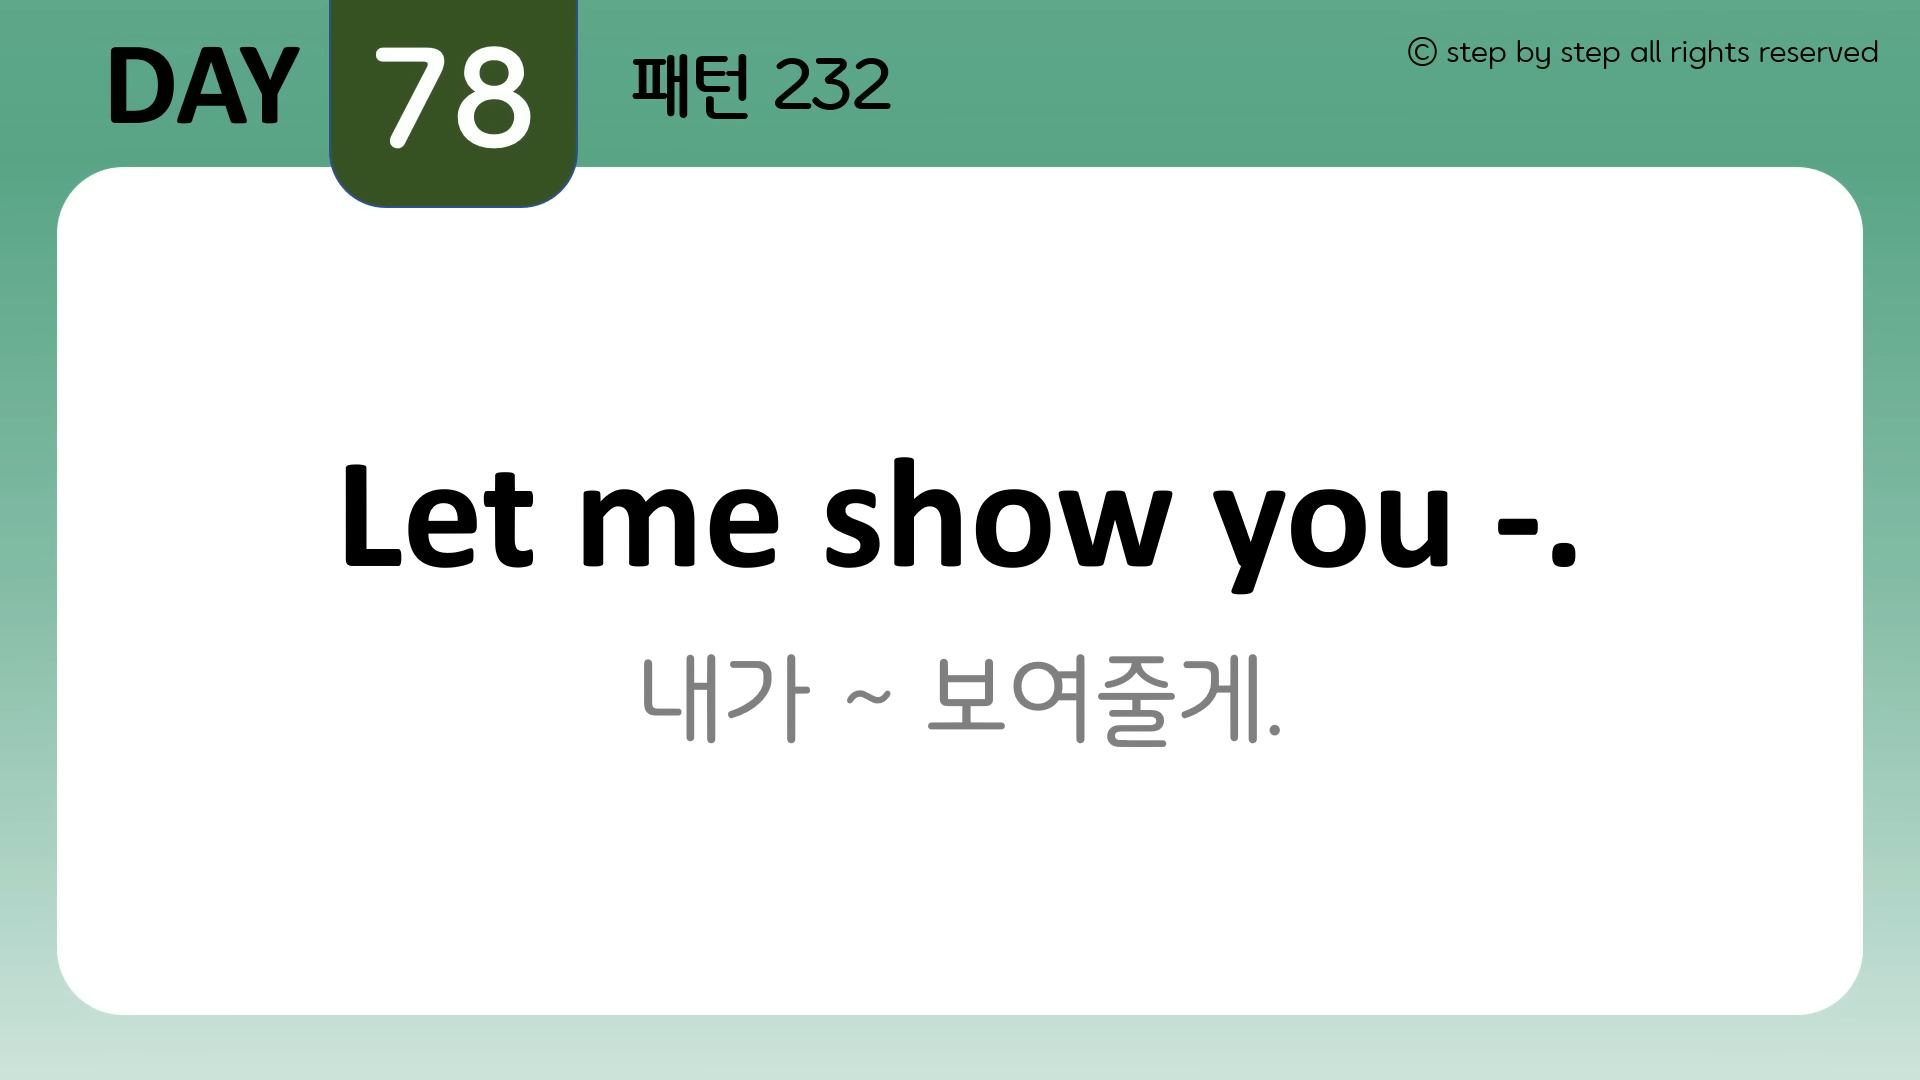 DAY 78 패턴 232
© step by step all rights reserved
Let me show you -.
내가 ~ 보여줄게.